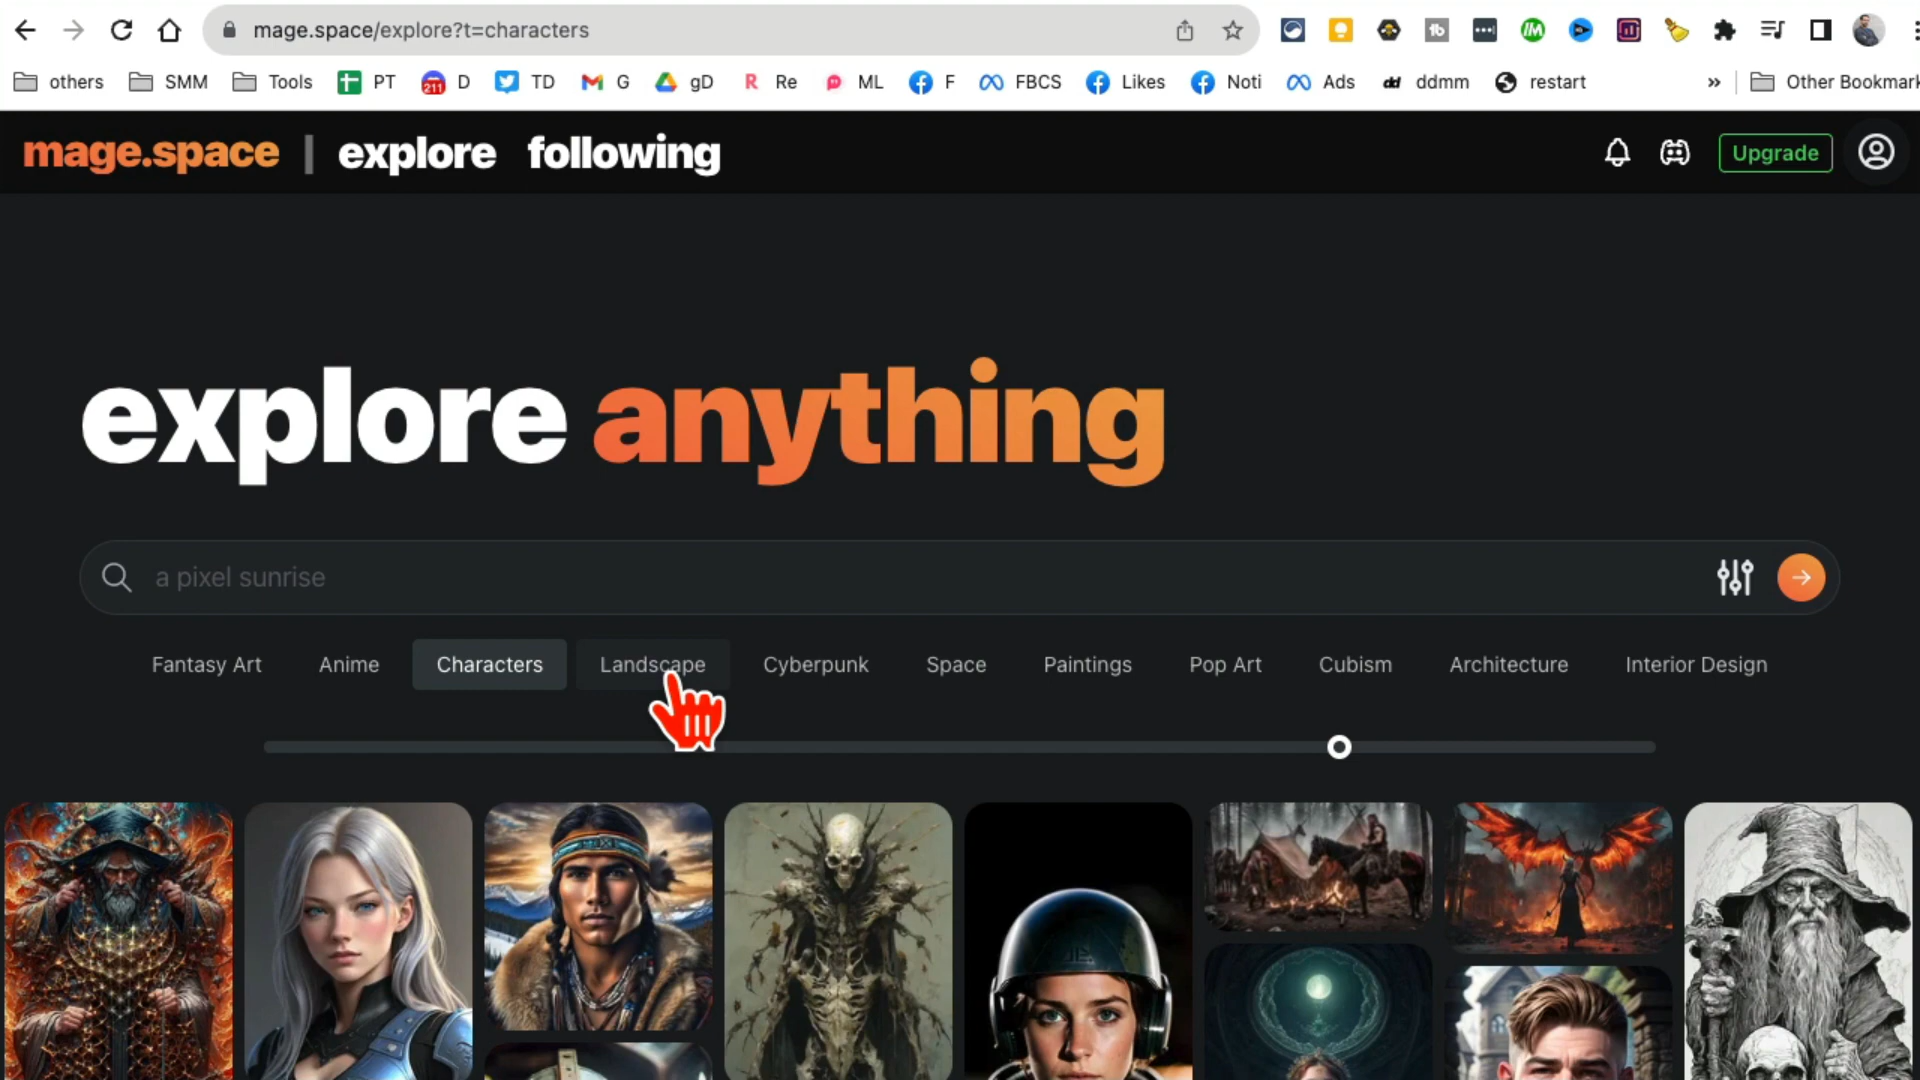 mage.space/explore?t=characters
others SMM Tools PT 211 D TD G gD R Re ML F FBCS Likes Noti Ads dd ddmm restart » Other Bookmark
mage.space | explore following Upgrade
explore anything
a pixel sunrise
Fantasy Art Anime Characters Landscape Cyberpunk Space Paintings Pop Art Cubism Architecture Interior Design